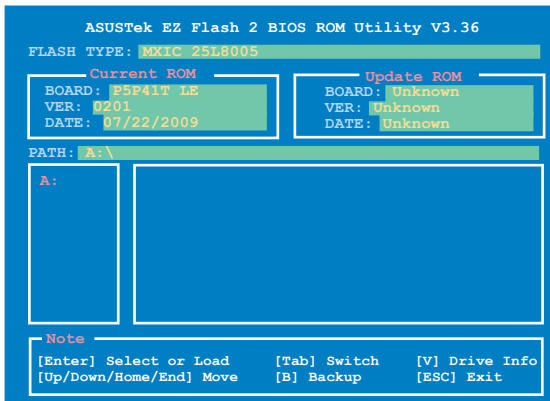 ASUSTek EZ Flash 2 BIOS ROM Utility V3.36
FLASH TYPE: MXIC 25L8005
Current ROM
BOARD: P5P41T LE
VER: 0201
DATE: 07/22/2009
Update ROM
BOARD: Unknown
VER: Unknown
DATE: Unknown
PATH: A:\
A:
Note
[Enter] Select or Load [Tab] Switch [V] Drive Info
[Up/Down/Home/End] Move [B] Backup [ESC] Exit